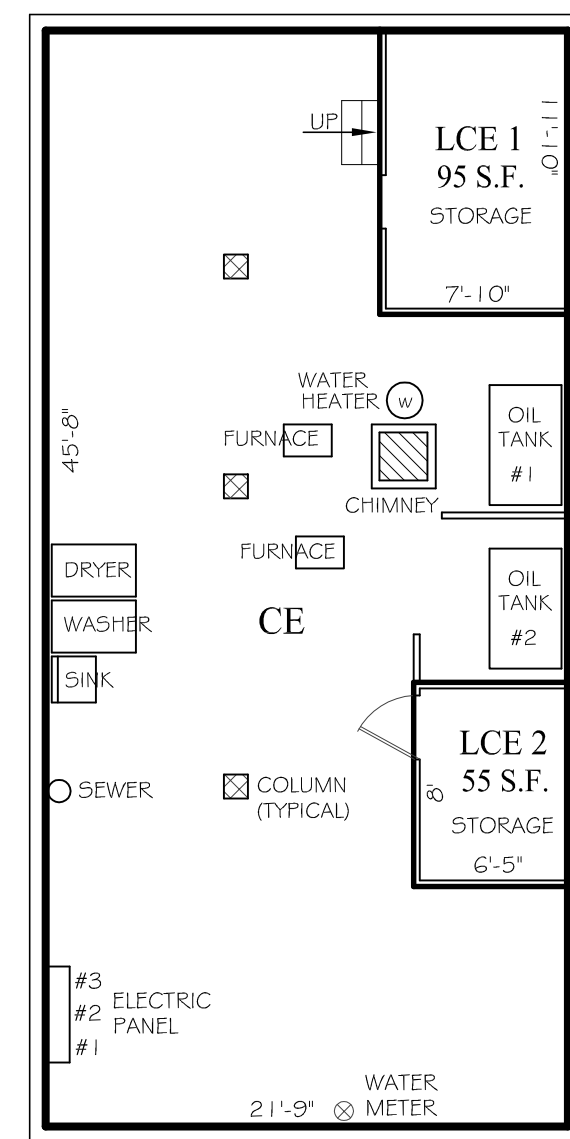 UP
LCE 1
95 S.F.
STORAGE
11'-10"
7'-10"
WATER
HEATER
W
OIL
TANK
#1
45'-8"
FURNACE
CHIMNEY
FURNACE
DRYER
OIL
TANK
#2
WASHER
CE
SINK
LCE 2
55 S.F.
8'
STORAGE
6'-5"
SEWER
COLUMN
(TYPICAL)
#3
#2
#1
ELECTRIC
PANEL
WATER
METER
21'-9"